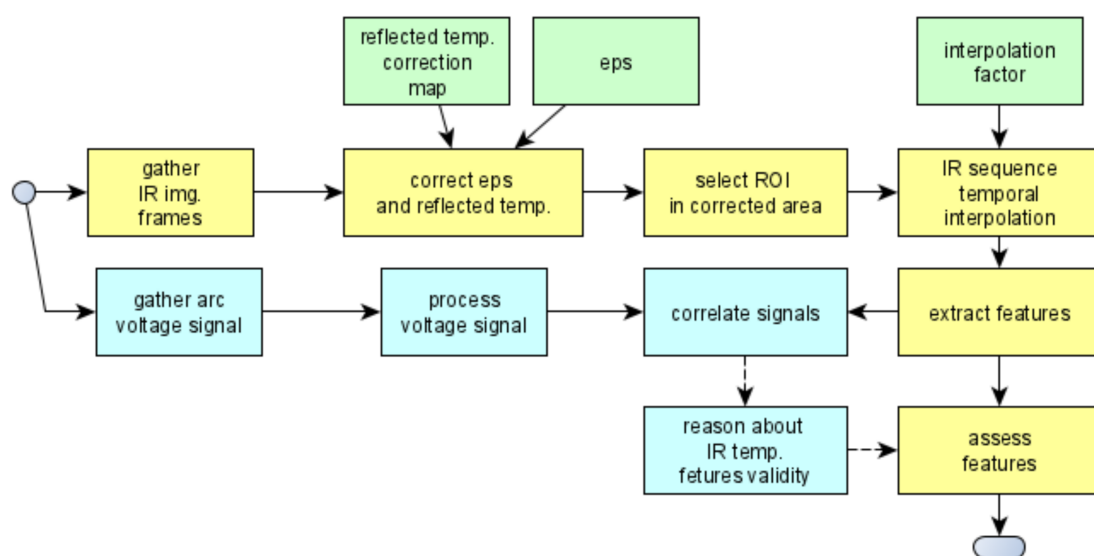 reflected temp.
correction
map
eps
interpolation
factor
gather
IR img.
frames
correct eps
and reflected temp.
select ROI
in corrected area
IR sequence
temporal
interpolation
gather arc
voltage signal
process
voltage signal
correlate signals
extract features
reason about
IR temp.
fetures validity
assess
features